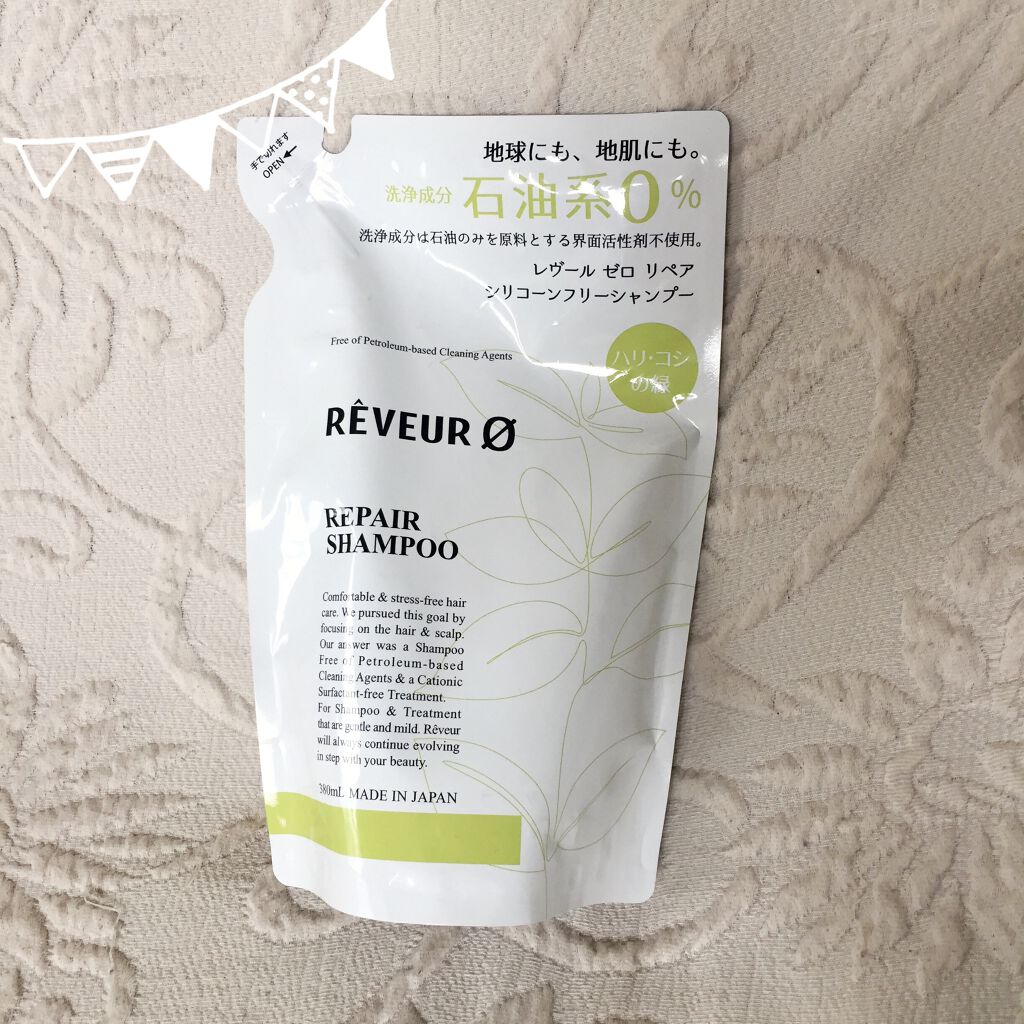 手で切れます
OPEN
地球にも、地肌にも。
洗浄成分 石油系0%
洗浄成分は石油のみを原料とする界面活性剤不使用。
レヴール ゼロ リペア
シリコーンフリーシャンプー
Free of Petroleum-based Cleaning Agents
ハリ・コシ
の緑
RÊVEUR Ø
REPAIR
SHAMPOO
Comfortable & stress-free hair
care. We pursued this goal by
focusing on the hair & scalp.
Our answer was a Shampoo
Free of Petroleum-based
Cleaning Agents & a Cationic
Surfactant-free Treatment.
For Shampoo & Treatment
that are gentle and mild. Rêveur
will always continue evolving
in step with your beauty.
380mL MADE IN JAPAN